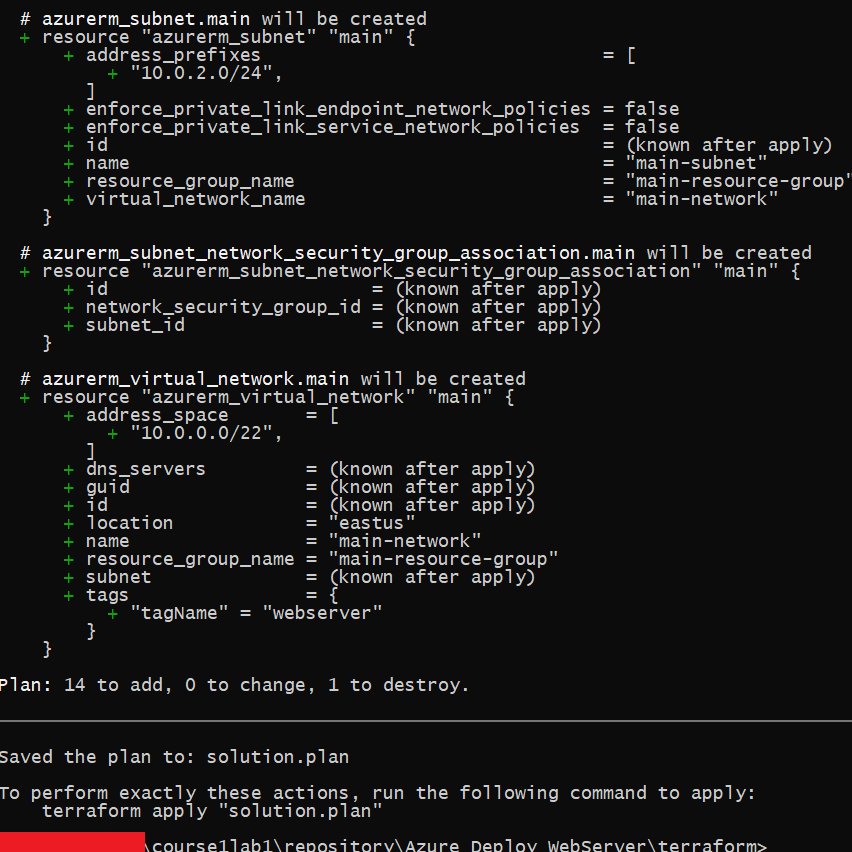 # azurerm_subnet.main will be created
+ resource "azurerm_subnet" "main" {
+ address_prefixes = [
+ "10.0.2.0/24",
]
+ enforce_private_link_endpoint_network_policies = false
+ enforce_private_link_service_network_policies = false
+ id = (known after apply)
+ name = "main-subnet"
+ resource_group_name = "main-resource-group"
+ virtual_network_name = "main-network"
}
# azurerm_subnet_network_security_group_association.main will be created
+ resource "azurerm_subnet_network_security_group_association" "main" {
+ id = (known after apply)
+ network_security_group_id = (known after apply)
+ subnet_id = (known after apply)
}
# azurerm_virtual_network.main will be created
+ resource "azurerm_virtual_network" "main" {
+ address_space = [
+ "10.0.0.0/22",
]
+ dns_servers = (known after apply)
+ guid = (known after apply)
+ id = (known after apply)
+ location = "eastus"
+ name = "main-network"
+ resource_group_name = "main-resource-group"
+ subnet = (known after apply)
+ tags = {
+ "tagName" = "webserver"
}
}
Plan: 14 to add, 0 to change, 1 to destroy.
Saved the plan to: solution.plan
To perform exactly these actions, run the following command to apply:
terraform apply "solution.plan"
\course1lab1\repository\Azure_Deploy_WebServer\terraform>